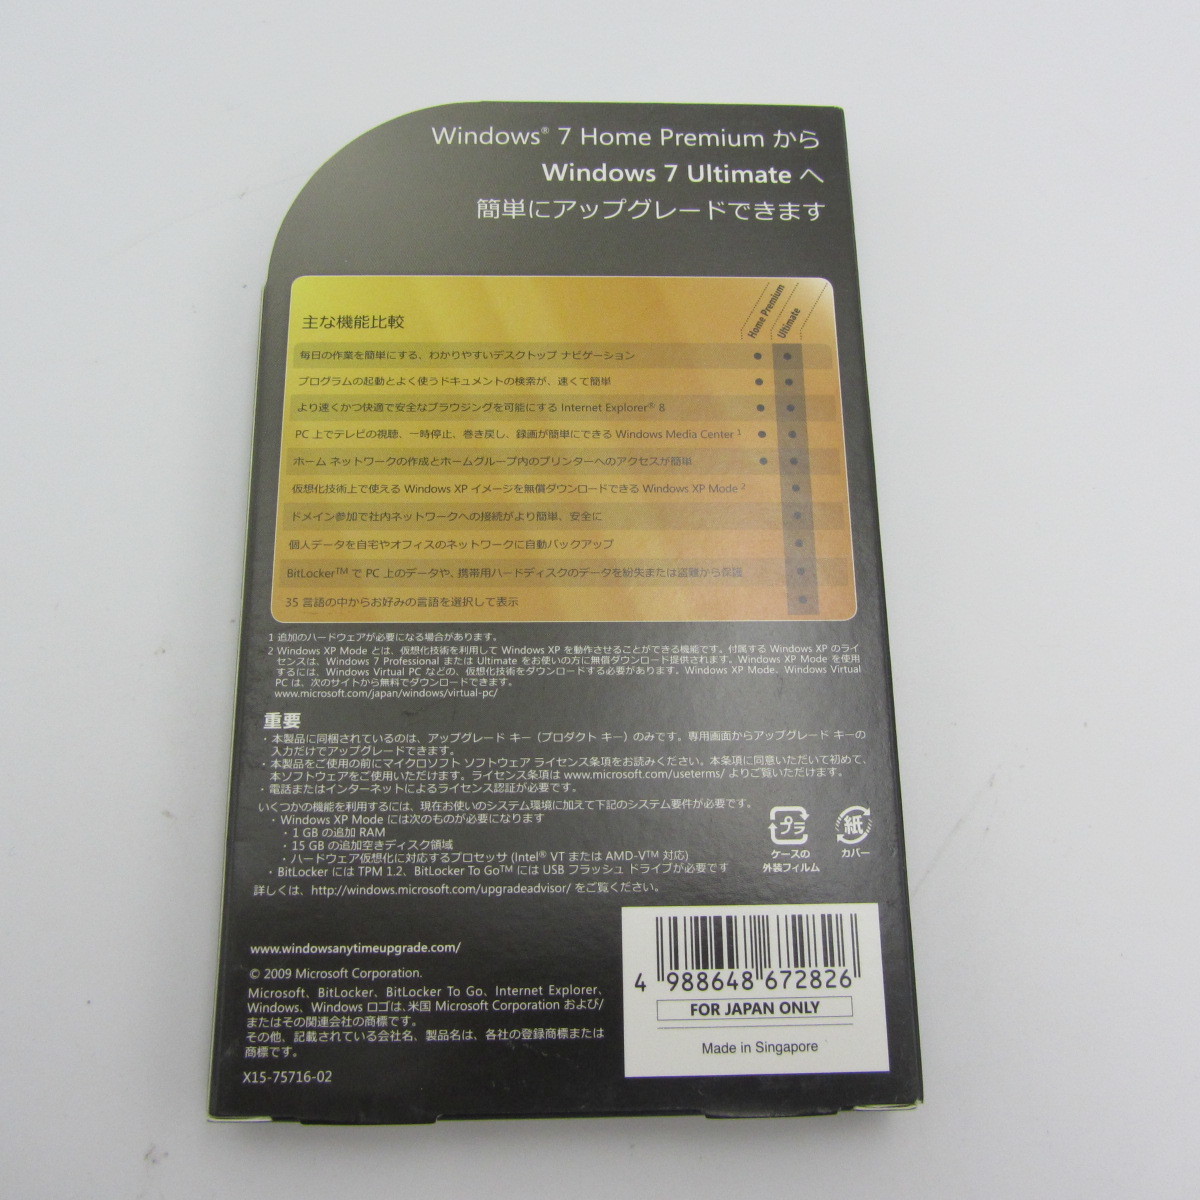 Windows® 7 Home Premium から
Windows 7 Ultimate へ
簡単にアップグレードできます
主な機能比較
Home Premium
Ultimate
毎日の作業を簡単にする、わかりやすいデスクトップ ナビゲーション
プログラムの起動とよく使うドキュメントの検索が、速くて簡単
より速くかつ快適で安全なブラウジングを可能にする Internet Explorer® 8
PC 上でテレビの視聴、一時停止、巻き戻し、録画が簡単にできる Windows Media Center 1
ホーム ネットワークの作成とホームグループ内のプリンターへのアクセスが簡単
仮想化技術上で使える Windows XP イメージを無償ダウンロードできる Windows XP Mode 2
ドメイン参加で社内ネットワークへの接続がより簡単、安全に
個人データを自宅やオフィスのネットワークに自動バックアップ
BitLocker™ で PC 上のデータや、携帯用ハードディスクのデータを紛失または盗難から保護
35 言語の中からお好みの言語を選択して表示
1 追加のハードウェアが必要になる場合があります。
2 Windows XP Mode とは、仮想化技術を利用して Windows XP を動作させることができる機能です。付属する Windows XP のライ
センスは、Windows 7 Professional または Ultimate をお使いの方に無償ダウンロード提供されます。Windows XP Mode を使用
するには、Windows Virtual PC などの、仮想化技術をダウンロードする必要があります。Windows XP Mode、Windows Virtual
PC は、次のサイトから無料でダウンロードできます。
www.microsoft.com/japan/windows/virtual-pc/
重要
・本製品に同梱されているのは、アップグレード キー（プロダクト キー）のみです。専用画面からアップグレード キーの
入力だけでアップグレードできます。
・本製品をご使用の前にマイクロソフト ソフトウェア ライセンス条項をお読みください。本条項に同意いただいて初めて、
本ソフトウェアをご使用いただけます。ライセンス条項は www.microsoft.com/useterms/ よりご覧いただけます。
・電話またはインターネットによるライセンス認証が必要です。
いくつかの機能を利用するには、現在お使いのシステム環境に加えて下記のシステム要件が必要です。
・Windows XP Mode には次のものが必要になります
・1 GB の追加 RAM
・15 GB の追加空きディスク領域
・ハードウェア仮想化に対応するプロセッサ (Intel® VT または AMD-V™ 対応)
・BitLocker には TPM 1.2、BitLocker To Go™ には USB フラッシュ ドライブが必要です
詳しくは、http://windows.microsoft.com/upgradeadvisor/ をご覧ください。
プラ
ケースの
外装フィルム
紙
カバー
www.windowsanytimeupgrade.com/
© 2009 Microsoft Corporation.
Microsoft、BitLocker、BitLocker To Go、Internet Explorer、
Windows、Windows ロゴは、米国 Microsoft Corporation および/
またはその関連会社の商標です。
その他、記載されている会社名、製品名は、各社の登録商標または
商標です。
X15-75716-02
4 988648 672826
FOR JAPAN ONLY
Made in Singapore